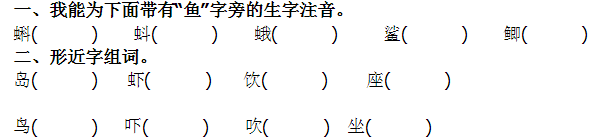 一、我能为下面带有“鱼”字旁的生字注音。
蝌(      ) 蚪(      ) 蛾(      ) 鲨(      ) 鲫(      )
二、形近字组词。
岛(      ) 虾(      ) 饮(      ) 座(      )
鸟(      ) 吓(      ) 吹(      ) 坐(      )